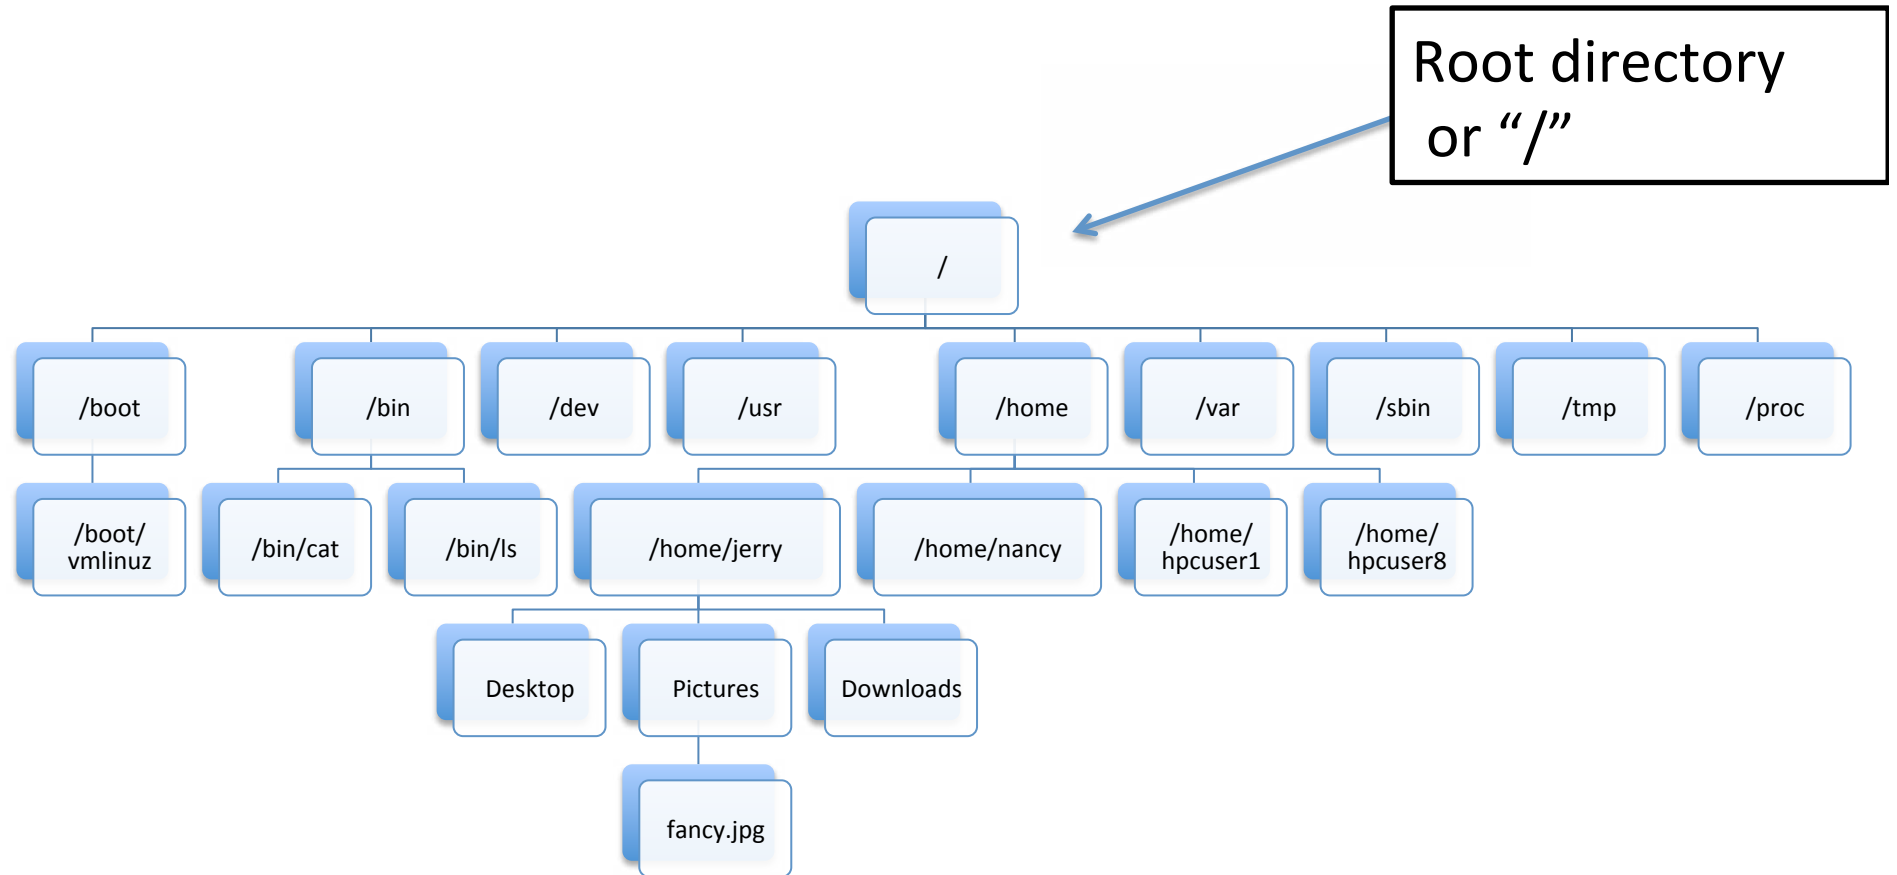 Root directory
or “/”
/
/boot
/bin
/dev
/usr
/home
/var
/sbin
/tmp
/proc
/boot/
vmlinuz
/bin/cat
/bin/ls
/home/jerry
/home/nancy
/home/
hpcuser1
/home/
hpcuser8
Desktop
Pictures
Downloads
fancy.jpg